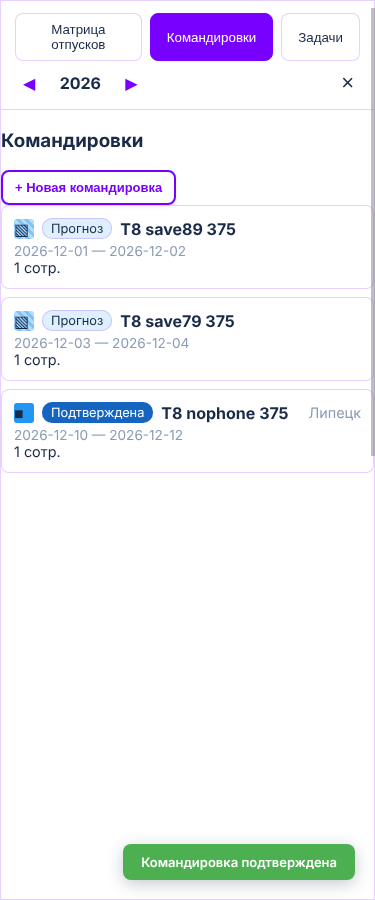 Матрица
отпусков
Командировки
Задачи
◀ 2026 ▶ ×
Командировки
+ Новая командировка
Прогноз T8 save89 375
2026-12-01 — 2026-12-02
1 сотр.
Прогноз T8 save79 375
2026-12-03 — 2026-12-04
1 сотр.
Подтверждена T8 nophone 375 Липецк
2026-12-10 — 2026-12-12
1 сотр.
Командировка подтверждена